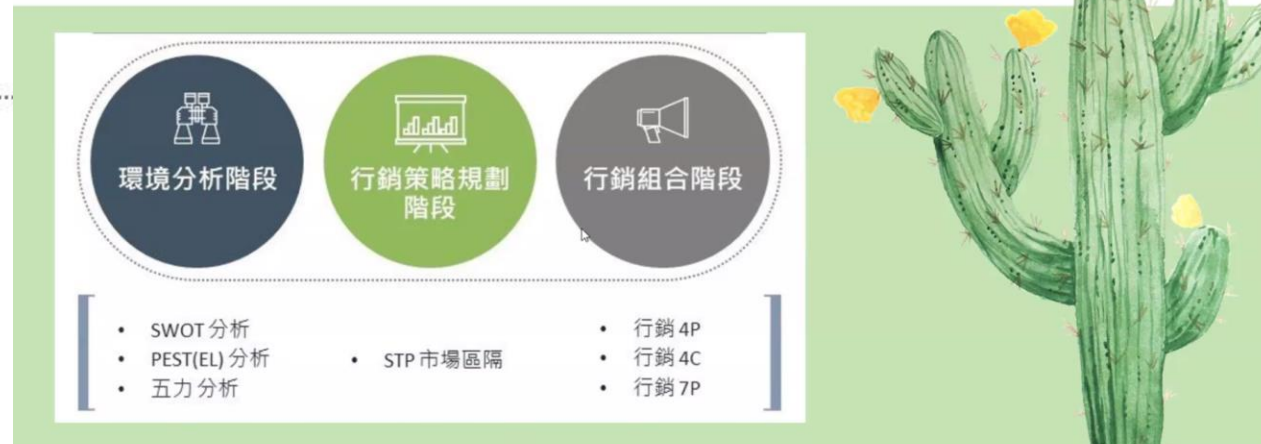 環境分析階段
行銷策略規劃
階段
行銷組合階段
• SWOT 分析
• PEST(EL) 分析
• 五力分析
• STP 市場區隔
• 行銷 4P
• 行銷 4C
• 行銷 7P